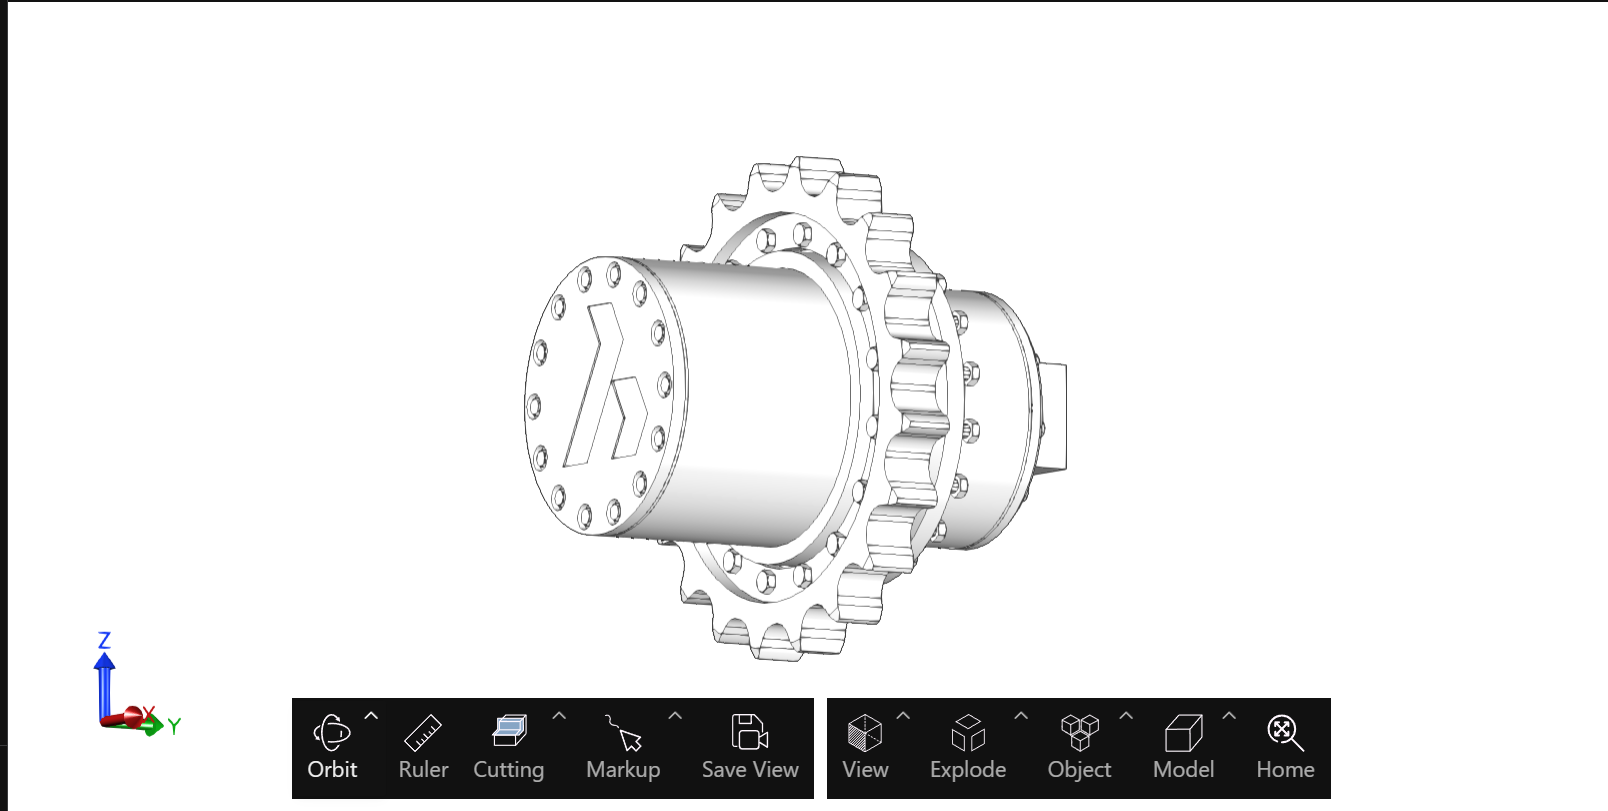 Z
X
Y
Orbit
Ruler
Cutting
Markup
Save View
View
Explode
Object
Model
Home